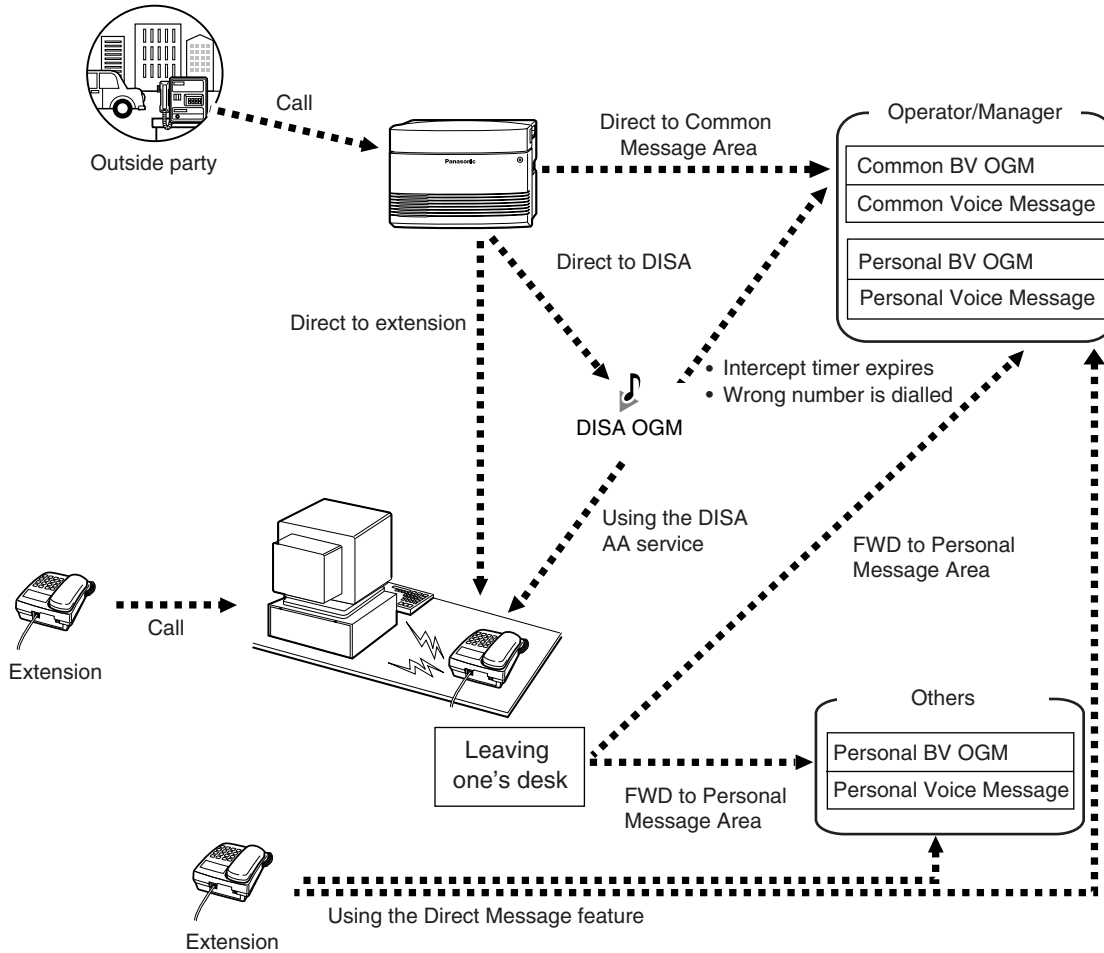 Outside party
Call
Panasonic
Direct to Common
Message Area
Operator/Manager
Common BV OGM
Common Voice Message
Personal BV OGM
Personal Voice Message
Direct to DISA
Direct to extension
• Intercept timer expires
• Wrong number is dialled
DISA OGM
Using the DISA
AA service
FWD to Personal
Message Area
Call
Extension
Leaving
one's desk
FWD to Personal
Message Area
Others
Personal BV OGM
Personal Voice Message
Using the Direct Message feature
Extension